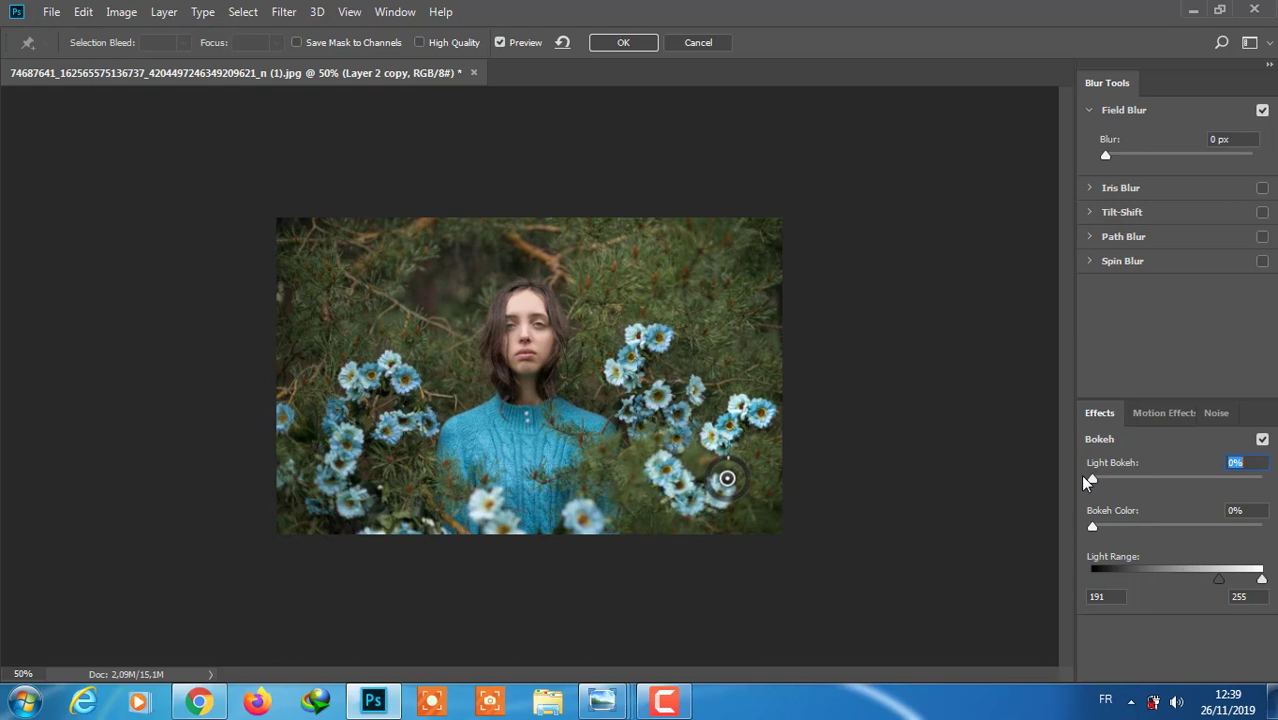 Ps File Edit Image Layer Type Select Filter 3D View Window Help
Selection Bleed: Focus: Save Mask to Channels High Quality Preview OK Cancel
74687641_162565575136737_4204497246349209621_n (1).jpg @ 50% (Layer 2 copy, RGB/8#) *
Blur Tools
Field Blur
Blur: 0 px
Iris Blur
Tilt-Shift
Path Blur
Spin Blur
Effects Motion Effects Noise
Bokeh
Light Bokeh: 0%
Bokeh Color: 0%
Light Range:
191 255
50% Doc: 2,09M/15,1M
Ps FR 12:39
26/11/2019